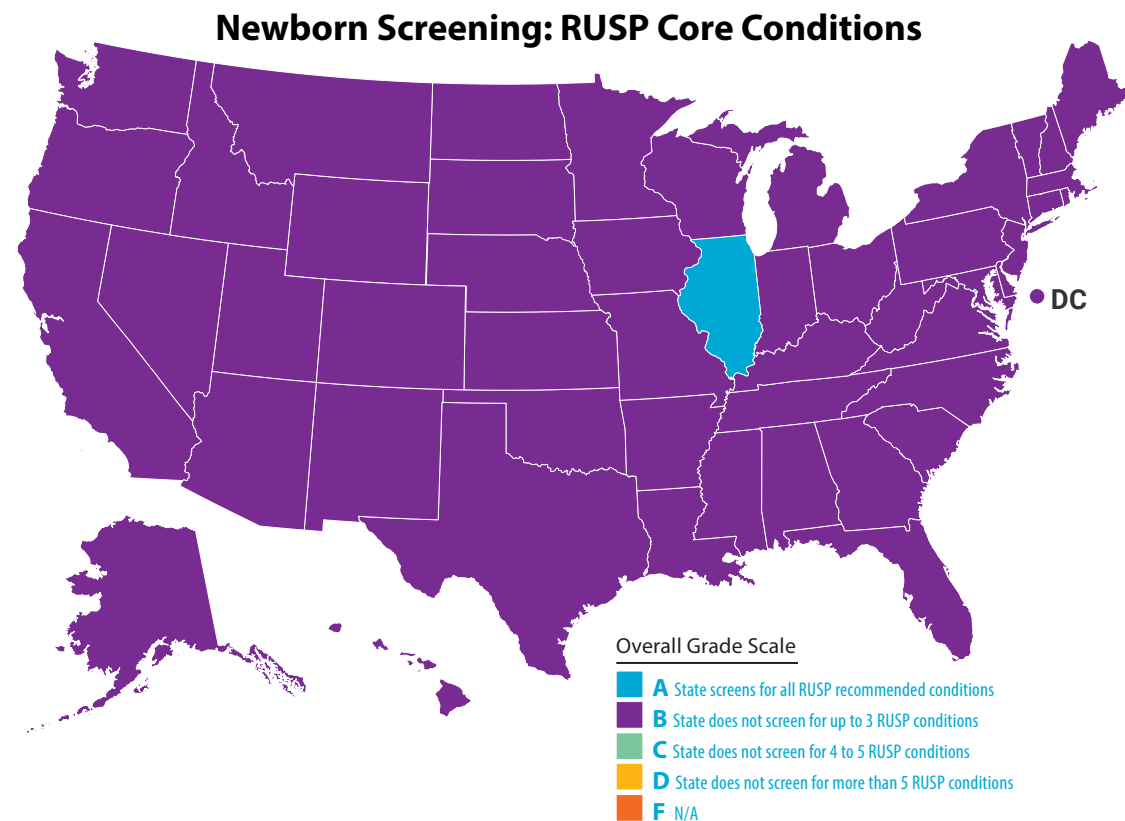 Newborn Screening: RUSP Core Conditions
DC
Overall Grade Scale
A State screens for all RUSP recommended conditions
B State does not screen for up to 3 RUSP conditions
C State does not screen for 4 to 5 RUSP conditions
D State does not screen for more than 5 RUSP conditions
F N/A